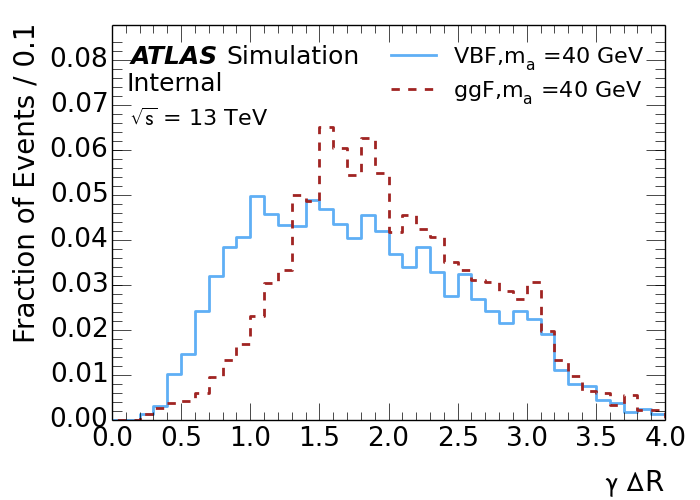 ATLAS Simulation
Internal
√s = 13 TeV
VBF,mₐ =40 GeV
ggF,mₐ =40 GeV
Fraction of Events / 0.1
0.08
0.07
0.06
0.05
0.04
0.03
0.02
0.01
0.00
0.0 0.5 1.0 1.5 2.0 2.5 3.0 3.5 4.0
γ ΔR